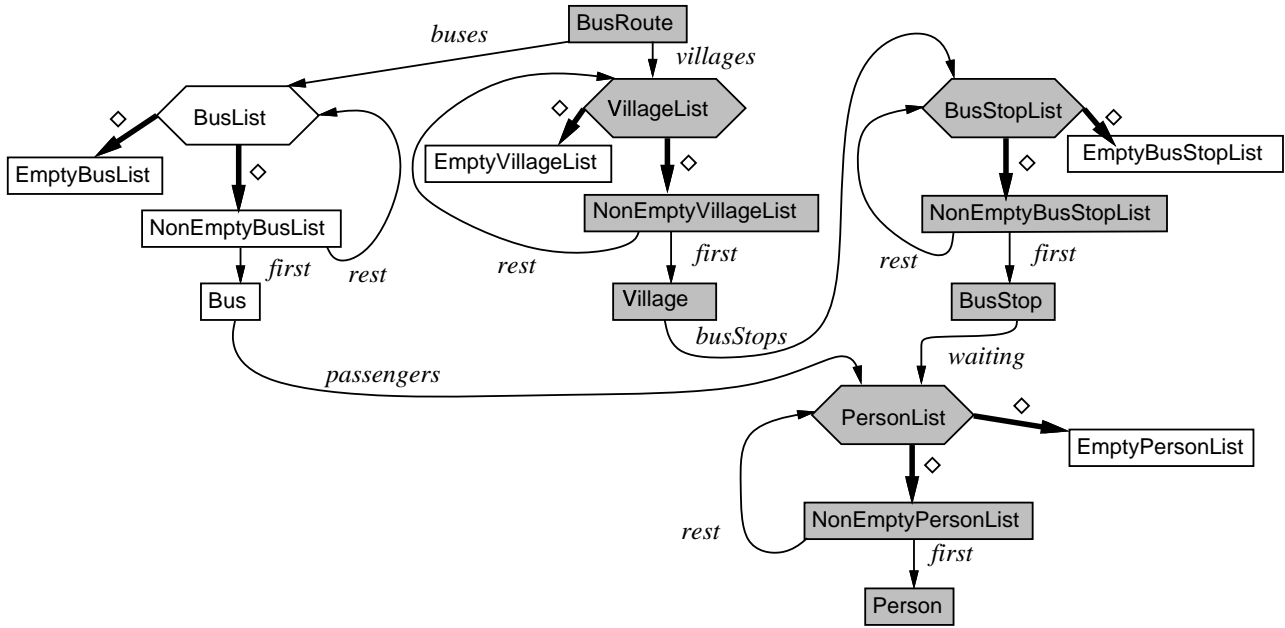 BusRoute
buses
villages
BusList
VillageList
BusStopList
EmptyBusList
EmptyVillageList
EmptyBusStopList
NonEmptyBusList
NonEmptyVillageList
NonEmptyBusStopList
first
rest
rest
first
rest
first
Bus
Village
BusStop
busStops
waiting
passengers
PersonList
EmptyPersonList
NonEmptyPersonList
rest
first
Person